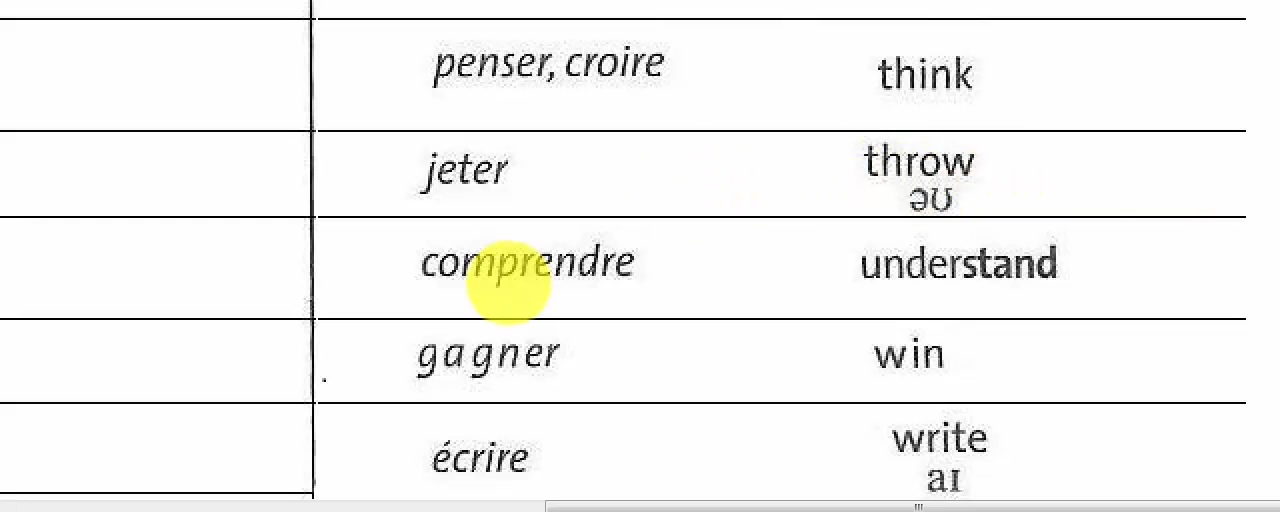 penser, croire think
jeter throw
əʊ
comprendre understand
gagner win
écrire write
aɪ